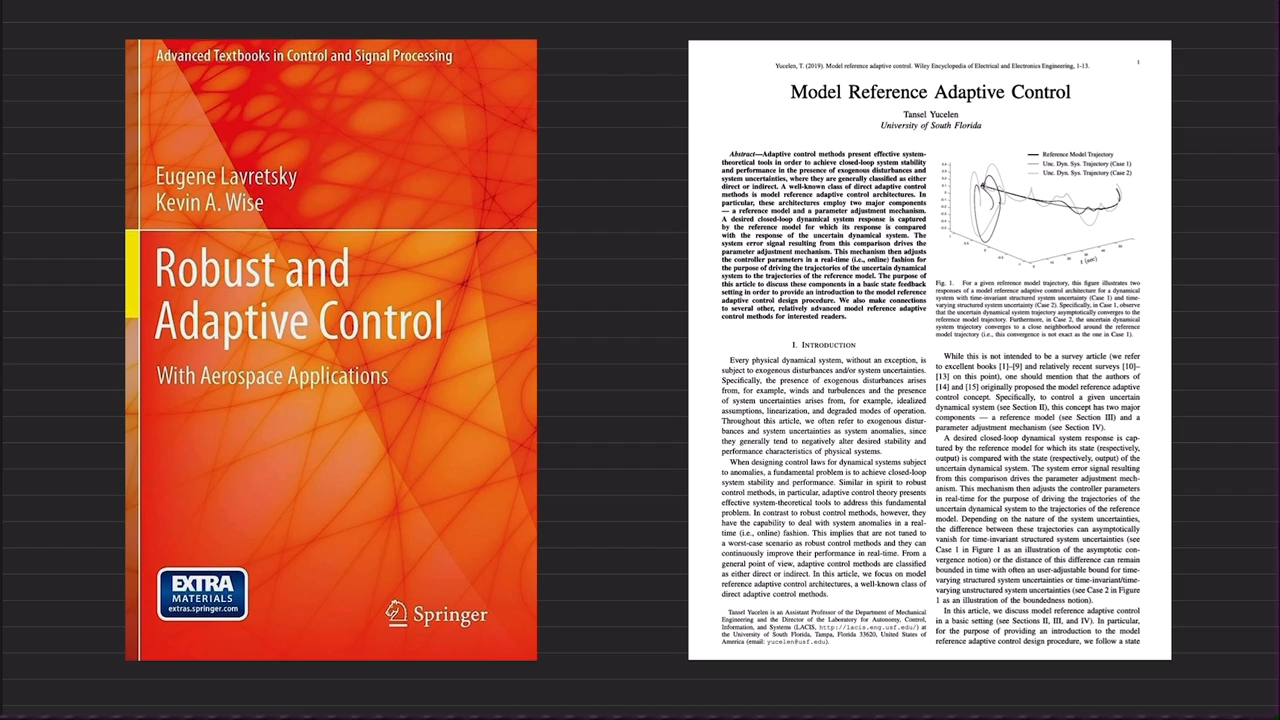 Advanced Textbooks in Control and Signal Processing
Eugene Lavretsky
Kevin A. Wise
Robust and
Adaptive Control
With Aerospace Applications
EXTRA
MATERIALS
extras.springer.com
Springer
Yucelen, T. (2019). Model reference adaptive control. Wiley Encyclopedia of Electrical and Electronics Engineering, 1-13.
1
Model Reference Adaptive Control
Tansel Yucelen
University of South Florida
Abstract—Adaptive control methods present effective system-
theoretical tools in order to achieve closed-loop system stability
and performance in the presence of exogenous disturbances and
system uncertainties, where they are generally classified as either
direct or indirect. A well-known class of direct adaptive control
methods is model reference adaptive control architectures. In
particular, these architectures employ two major components
— a reference model and a parameter adjustment mechanism.
A desired closed-loop dynamical system response is captured
by the reference model for which its response is compared
with the response of the uncertain dynamical system. The
system error signal resulting from this comparison drives the
parameter adjustment mechanism. This mechanism then adjusts
the controller parameters in a real-time (i.e., online) fashion for
the purpose of driving the trajectories of the uncertain dynamical
system to the trajectories of the reference model. The purpose of
this article to discuss these components in a basic state feedback
setting in order to provide an introduction to the model reference
adaptive control design procedure. We also make connections
to several other, relatively advanced model reference adaptive
control methods for interested readers.
I. INTRODUCTION
Every physical dynamical system, without an exception, is
subject to exogenous disturbances and/or system uncertainties.
Specifically, the presence of exogenous disturbances arises
from, for example, winds and turbulences and the presence
of system uncertainties arises from, for example, idealized
assumptions, linearization, and degraded modes of operation.
Throughout this article, we often refer to exogenous distur-
bances and system uncertainties as system anomalies, since
they generally tend to negatively alter desired stability and
performance characteristics of physical systems.
When designing control laws for dynamical systems subject
to anomalies, a fundamental problem is to achieve closed-loop
system stability and performance. Similar in spirit to robust
control methods, in particular, adaptive control theory presents
effective system-theoretical tools to address this fundamental
problem. In contrast to robust control methods, however, they
have the capability to deal with system anomalies in a real-
time (i.e., online) fashion. This implies that are not tuned to
a worst-case scenario as robust control methods and they can
continuously improve their performance in real-time. From a
general point of view, adaptive control methods are classified
as either direct or indirect. In this article, we focus on model
reference adaptive control architectures, a well-known class of
direct adaptive control methods.
Tansel Yucelen is an Assistant Professor of the Department of Mechanical
Engineering and the Director of the Laboratory for Autonomy, Control,
Information, and Systems (LACIS, http://lacis.eng.usf.edu/) at
the University of South Florida, Tampa, Florida 33620, United States of
America (email: yucelen@usf.edu).
Reference Model Trajectory
Unc. Dyn. Sys. Trajectory (Case 1)
Unc. Dyn. Sys. Trajectory (Case 2)
t (sec)
Fig. 1. For a given reference model trajectory, this figure illustrates two
responses of a model reference adaptive control architecture for a dynamical
system with time-invariant structured system uncertainty (Case 1) and time-
varying structured system uncertainty (Case 2). Specifically, in Case 1, observe
that the uncertain dynamical system trajectory asymptotically converges to the
reference model trajectory. Furthermore, in Case 2, the uncertain dynamical
system trajectory converges to a close neighborhood around the reference
model trajectory (i.e., this convergence is not exact as the one in Case 1).
While this is not intended to be a survey article (we refer
to excellent books [1]–[9] and relatively recent surveys [10]–
[13] on this point), one should mention that the authors of
[14] and [15] originally proposed the model reference adaptive
control concept. Specifically, to control a given uncertain
dynamical system (see Section II), this concept has two major
components — a reference model (see Section III) and a
parameter adjustment mechanism (see Section IV).
A desired closed-loop dynamical system response is cap-
tured by the reference model for which its state (respectively,
output) is compared with the state (respectively, output) of the
uncertain dynamical system. The system error signal resulting
from this comparison drives the parameter adjustment mech-
anism. This mechanism then adjusts the controller parameters
in real-time for the purpose of driving the trajectories of the
uncertain dynamical system to the trajectories of the reference
model. Depending on the nature of the system uncertainties,
the difference between these trajectories can asymptotically
vanish for time-invariant structured system uncertainties (see
Case 1 in Figure 1 as an illustration of the asymptotic con-
vergence notion) or the distance of this difference can remain
bounded in time with often an user-adjustable bound for time-
varying structured system uncertainties or time-invariant/time-
varying unstructured system uncertainties (see Case 2 in Figure
1 as an illustration of the boundedness notion).
In this article, we discuss model reference adaptive control
in a basic setting (see Sections II, III, and IV). In particular,
for the purpose of providing an introduction to the model
reference adaptive control design procedure, we follow a state